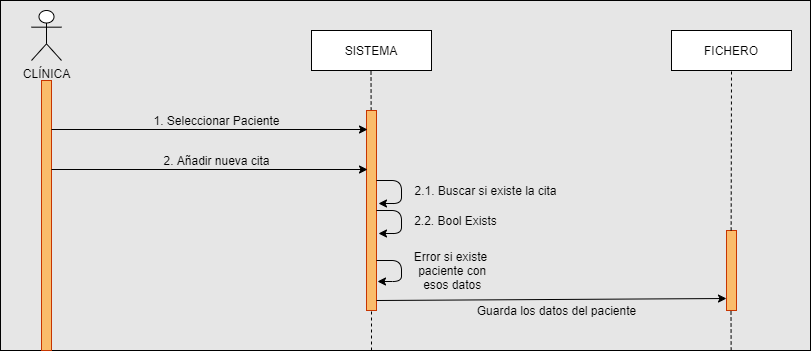 CLÍNICA
SISTEMA
FICHERO
1. Seleccionar Paciente
2. Añadir nueva cita
2.1. Buscar si existe la cita
2.2. Bool Exists
Error si existe
paciente con
esos datos
Guarda los datos del paciente